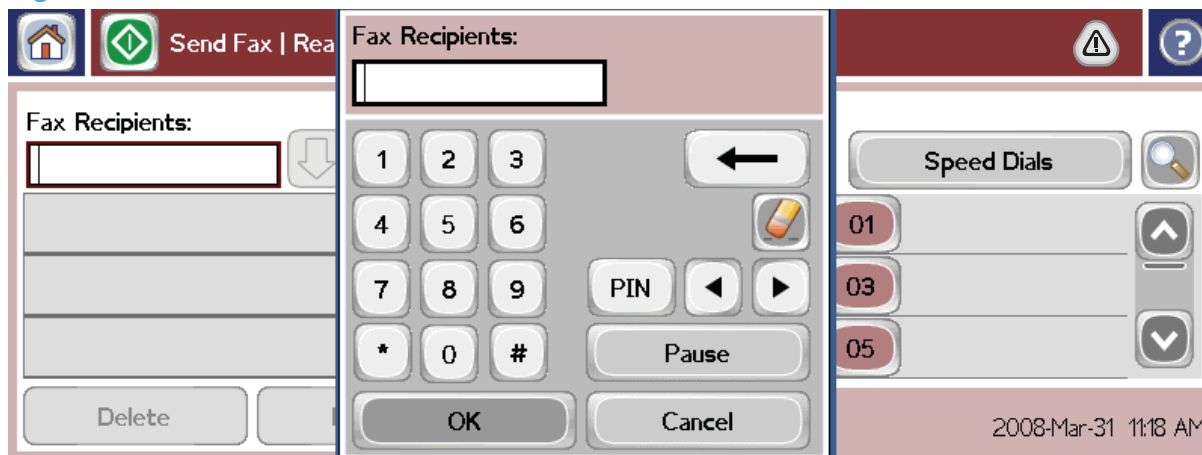 Send Fax | Rea
?
Fax Recipients:
Speed Dials
01
03
05
Delete
2008-Mar-31 11:18 AM
Fax Recipients:
1 2 3
4 5 6
7 8 9 PIN
* 0 # Pause
OK Cancel